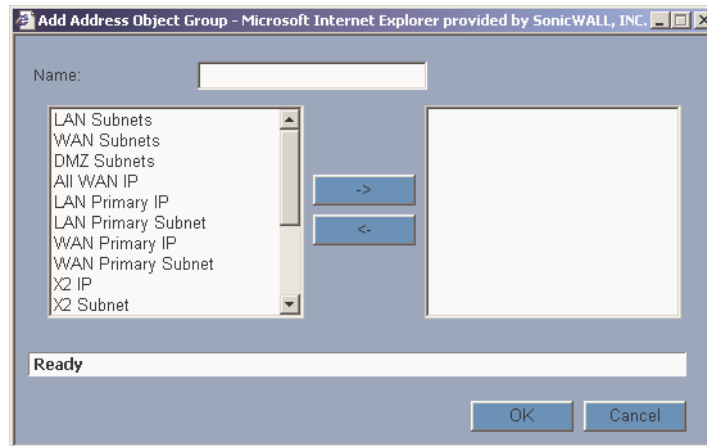 Add Address Object Group - Microsoft Internet Explorer provided by SonicWALL, INC.
Name:
LAN Subnets
WAN Subnets
DMZ Subnets
All WAN IP
LAN Primary IP
LAN Primary Subnet
WAN Primary IP
WAN Primary Subnet
X2 IP
X2 Subnet
->
<-
Ready
OK
Cancel